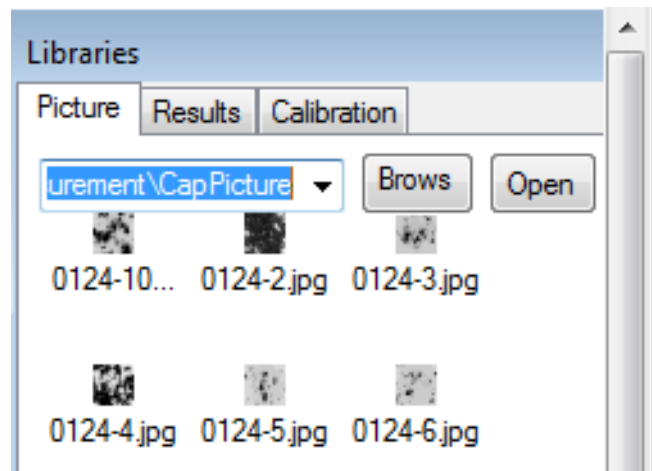 Libraries
Picture Results Calibration
urement\CapPicture Brows Open
0124-10... 0124-2.jpg 0124-3.jpg
0124-4.jpg 0124-5.jpg 0124-6.jpg